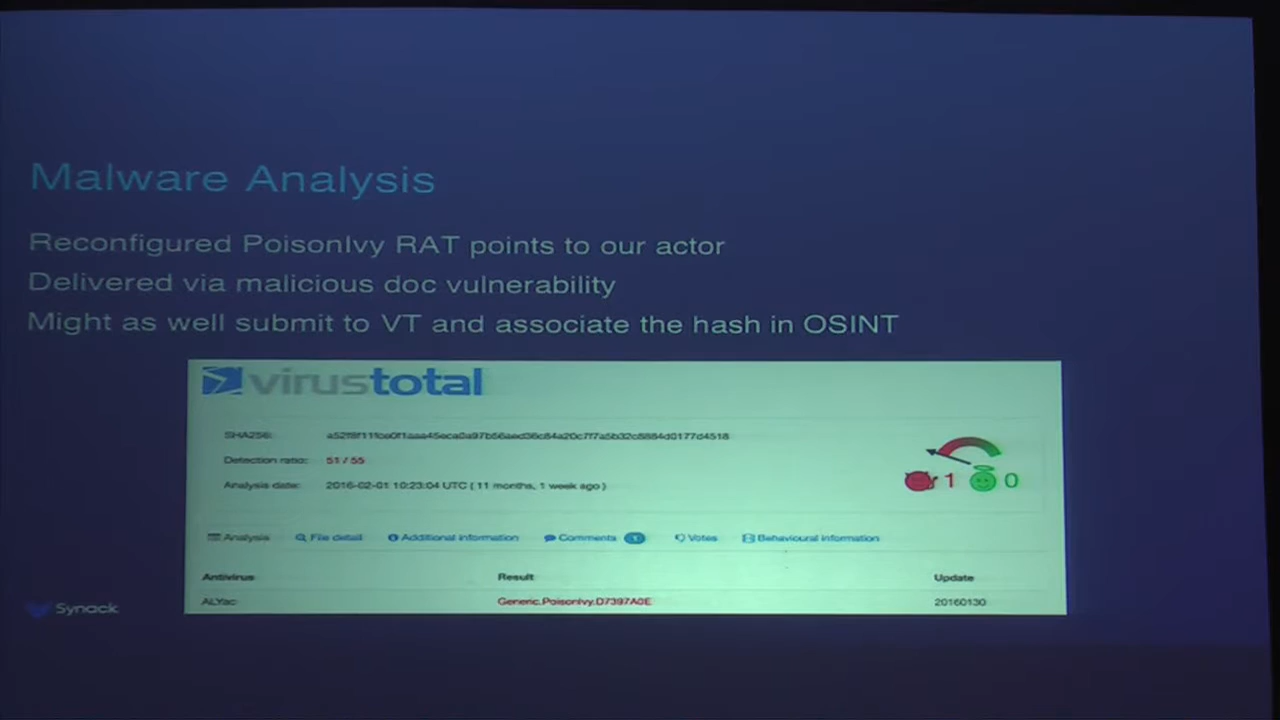 Malware Analysis
Reconfigured PoisonIvy RAT points to our actor
Delivered via malicious doc vulnerability
Might as well submit to VT and associate the hash in OSINT
virustotal
SHA256:
Detection ratio: 51 / 55
Analysis date: 2016-02-01 10:23:04 UTC ( 11 months, 1 week ago )
1 0
Analysis File detail Additional information Comments 1 Votes Behavioural information
Antivirus Result Update
ALYac Generic.PoisonIvy.D7397A0E 20160130
Synack